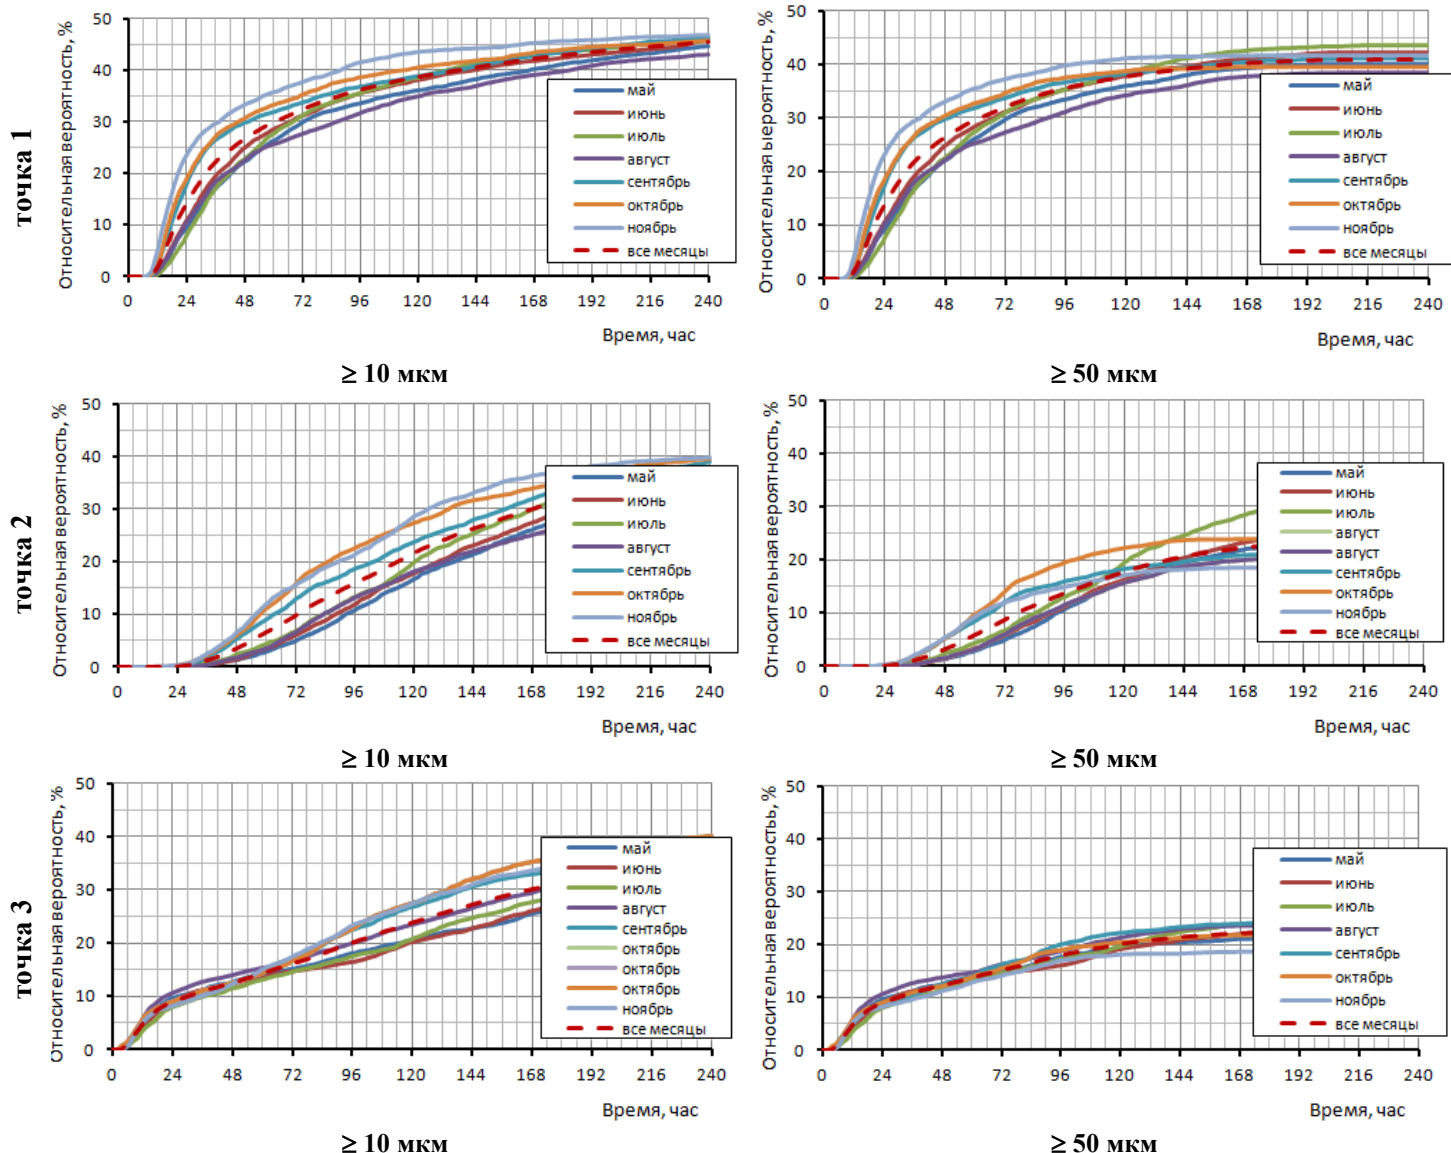 точка 1
Относительная вероятность, %
50
40
30
20
10
0
0 24 48 72 96 120 144 168 192 216 240
Время, час
май
июнь
июль
август
сентябрь
октябрь
ноябрь
все месяцы
≥ 10 мкм
Относительная выероятность, %
50
40
30
20
10
0
0 24 48 72 96 120 144 168 192 216 240
Время, час
май
июнь
июль
август
сентябрь
октябрь
ноябрь
все месяцы
≥ 50 мкм
точка 2
Относительная вероятность, %
50
40
30
20
10
0
0 24 48 72 96 120 144 168 192 216 240
Время, час
май
июнь
июль
август
сентябрь
октябрь
ноябрь
все месяцы
≥ 10 мкм
Относительная вероятность, %
50
40
30
20
10
0
0 24 48 72 96 120 144 168 192 216 240
Время, час
май
июнь
июль
август
август
сентябрь
октябрь
ноябрь
все месяцы
≥ 50 мкм
точка 3
Относительная вероятность, %
50
40
30
20
10
0
0 24 48 72 96 120 144 168 192 216 240
Время, час
май
июнь
июль
август
сентябрь
октябрь
октябрь
октябрь
ноябрь
все месяцы
≥ 10 мкм
Относительная вероятностьь, %
50
40
30
20
10
0
0 24 48 72 96 120 144 168 192 216 240
Время, час
май
июнь
июль
август
сентябрь
октябрь
ноябрь
все месяцы
≥ 50 мкм